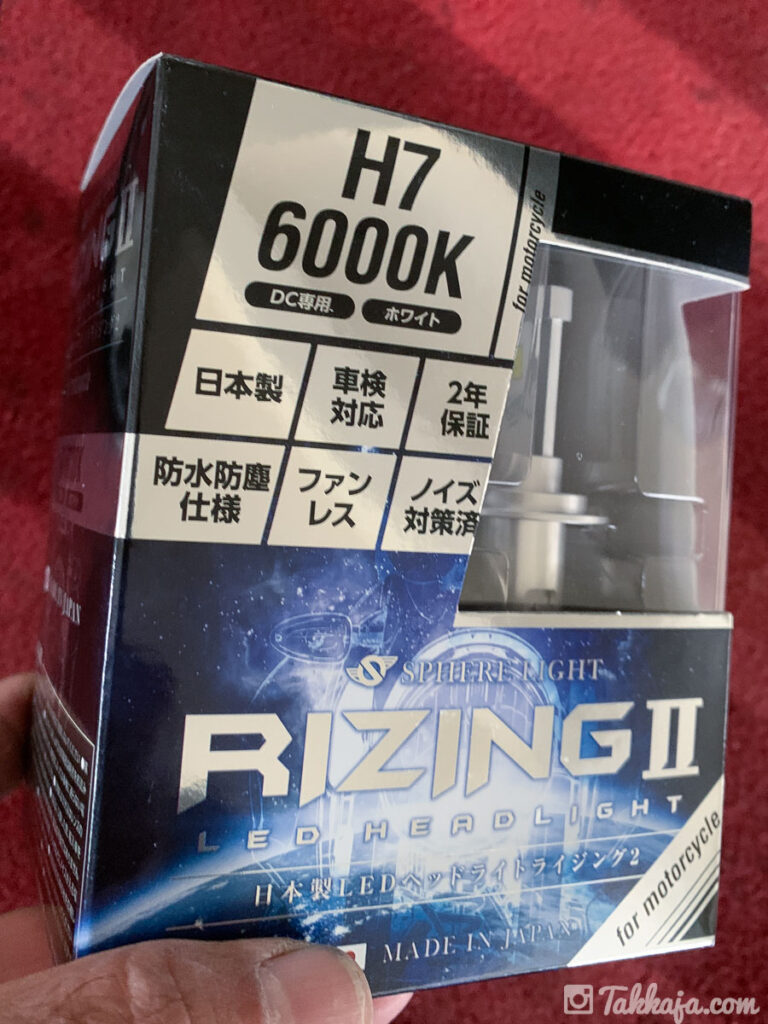 H7
6000K
DC専用
ホワイト
for motorcycle
日本製
車検
対応
2年
保証
防水防塵
仕様
ファン
レス
ノイズ
対策済
SPHERE LIGHT
RIZING II
LED HEADLIGHT
日本製LEDヘッドライトライジング2
for motorcycle
MADE IN JAPAN
Takkaja.com